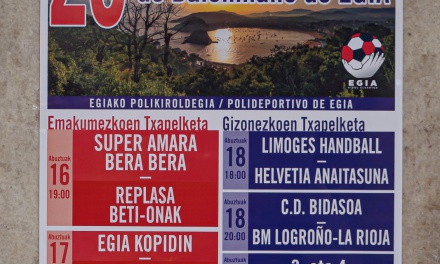 de Balonmano de EGIA
EGIA
EGIAKO POLIKIROLDEGIA / POLIDEPORTIVO DE EGIA
Emakumezkoen Txapelketa
Abuztuak
16
19:00
SUPER AMARA
BERA BERA
REPLASA
BETI-ONAK
Abuztuak
17
EGIA KOPIDIN
Gizonezkoen Txapelketa
Abuztuak
18
18:00
LIMOGES HANDBALL
HELVETIA ANAITASUNA
Abuztuak
18
20:00
C.D. BIDASOA
BM LOGROÑO-LA RIOJA
Abuztuak